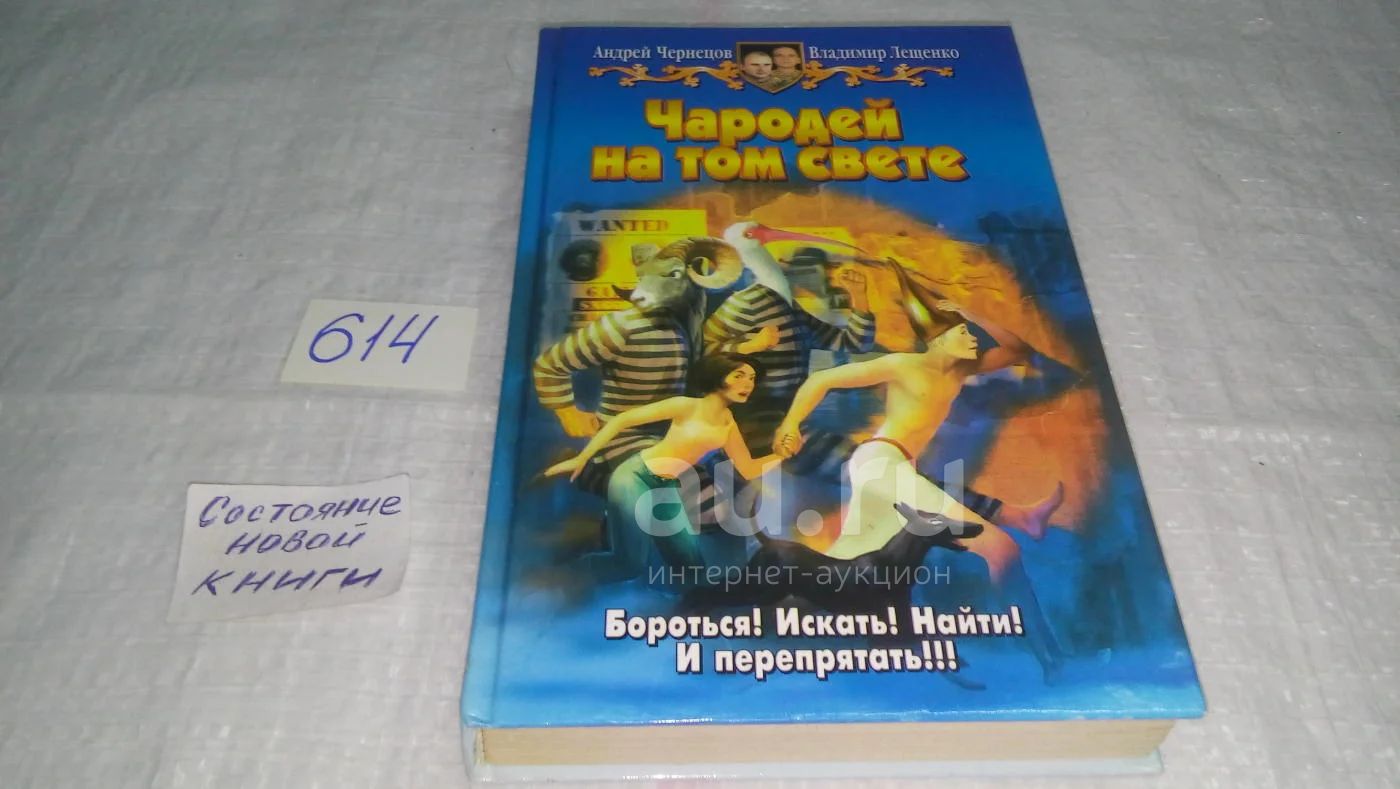 Андрей Чернецов Владимир Лещенко
Чародей
на том свете
WANTED
614
Состояние
новой
книги
au.ru
интернет-аукцион
Бороться! Искать! Найти!
И перепрятать!!!